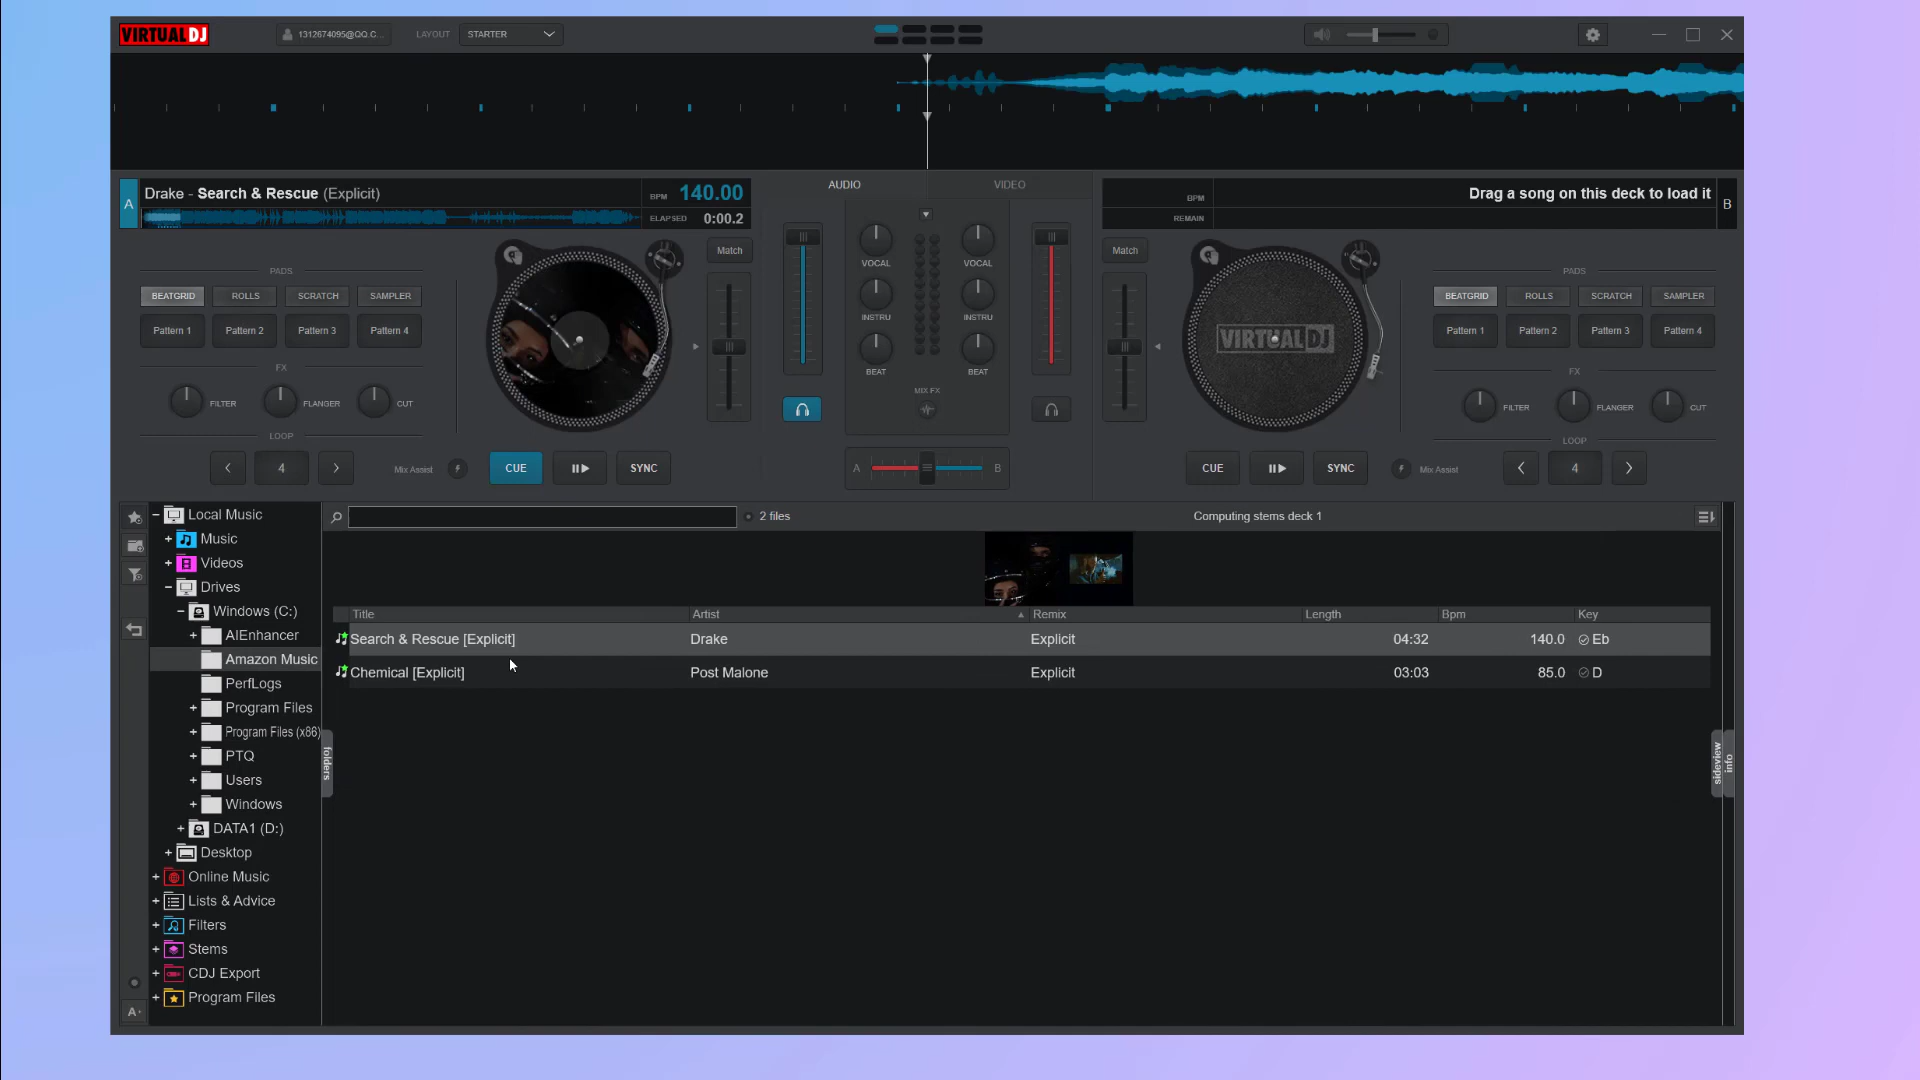 VIRTUALDJ
1312674095@QQ.C...
LAYOUT
STARTER
A
Drake - Search & Rescue (Explicit)
BPM 140.00
ELAPSED 0:00.2
AUDIO
VIDEO
BPM
REMAIN
Drag a song on this deck to load it
B
Match
PADS
BEATGRID ROLLS SCRATCH SAMPLER
Pattern 1 Pattern 2 Pattern 3 Pattern 4
FX
FILTER FLANGER CUT
LOOP
4
Mix Assist
CUE
SYNC
VOCAL VOCAL
INSTRU INSTRU
BEAT BEAT
MIX FX
A B
Match
VIRTUALDJ
PADS
BEATGRID ROLLS SCRATCH SAMPLER
Pattern 1 Pattern 2 Pattern 3 Pattern 4
FX
FILTER FLANGER CUT
LOOP
CUE
SYNC
Mix Assist
4
Local Music
Music
Videos
Drives
Windows (C:)
AIEnhancer
Amazon Music
PerfLogs
Program Files
Program Files (x86)
PTQ
Users
Windows
DATA1 (D:)
Desktop
Online Music
Lists & Advice
Filters
Stems
CDJ Export
Program Files
A
folders
2 files
Computing stems deck 1
Title Artist Remix Length Bpm Key
Search & Rescue [Explicit] Drake Explicit 04:32 140.0 Eb
Chemical [Explicit] Post Malone Explicit 03:03 85.0 D
sideview
info